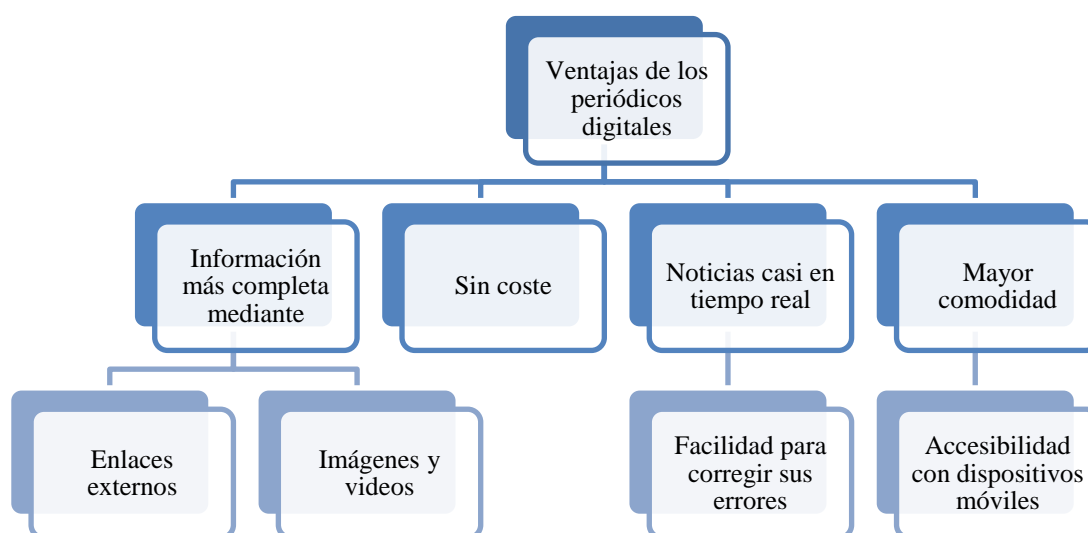 Ventajas de los
periódicos
digitales
Información
más completa
mediante
Sin coste
Noticias casi en
tiempo real
Mayor
comodidad
Enlaces
externos
Imágenes y
videos
Facilidad para
corregir sus
errores
Accesibilidad
con dispositivos
móviles